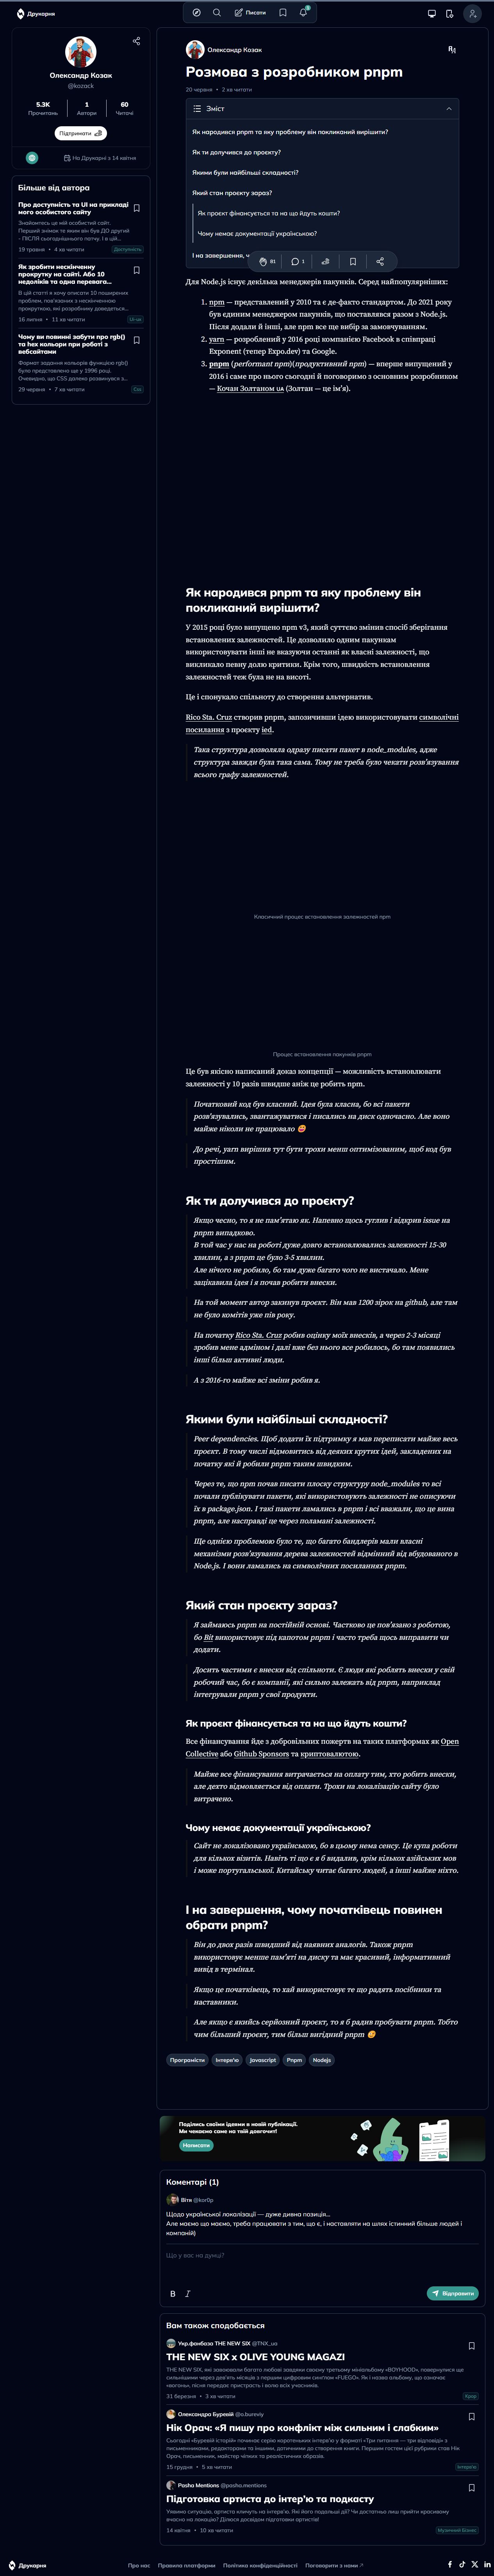 Друкарня
Писати
1
Олександр Козак
@kozack
5.3K
1
60
Прочитань
Автори
Читачі
Підтримати
На Друкарні з 14 квітня
Більше від автора
Про доступність та UI на прикладі
мого особистого сайту
Знайомтесь це мій особистий сайт.
Перший знімок те яким він був ДО другий
- ПІСЛЯ сьогоднішнього патчу. І в цій...
19 травня • 4 хв читати
Доступність
Як зробити нескінченну
прокрутку на сайті. Або 10
недоліків та одна перевага...
В цій статті я хочу описати 10 поширених
проблем, пов'язаних з нескінченною
прокруткою, які розробнику доведеться...
16 липня • 11 хв читати
Ui-ux
Чому ви повинні забути про rgb()
та hex кольори при роботі з
вебсайтами
Формат задання кольорів функцією rgb()
було представлено ще у 1996 році.
Очевидно, що CSS далеко розвинувся з...
29 червня • 7 хв читати
Css
Олександр Козак
Розмова з розробником pnpm
20 червня • 2 хв читати
Зміст
Як народився pnpm та яку проблему він покликаний вирішити?
Як ти долучився до проєкту?
Якими були найбільші складності?
Який стан проєкту зараз?
Як проєкт фінансується та на що йдуть кошти?
Чому немає документації українською?
І на завершення, ч
81
1
Для Node.js існує декілька менеджерів пакунків. Серед найпопулярніших:
1. npm — представлений у 2010 та є де-факто стандартом. До 2021 року
був єдиним менеджером пакунків, що поставлявся разом з Node.js.
Після додали й інші, але npm все ще вибір за замовчуванням.
2. yarn — розроблений у 2016 році компанією Facebook в співпраці
Exponent (тепер Expo.dev) та Google.
3. pnpm (performant npm)(продуктивний npm) — вперше випущений у
2016 і саме про нього сьогодні й поговоримо з основним розробником
— Кочан Золтаном 🇺🇦 (Золтан — це ім'я).
Як народився pnpm та яку проблему він
покликаний вирішити?
У 2015 році було випущено npm v3, який суттєво змінив спосіб зберігання
встановлених залежностей. Це дозволило одним пакункам
використовувати інші не вказуючи останні як власні залежності, що
викликало певну долю критики. Крім того, швидкість встановлення
залежностей теж була не на висоті.
Це і спонукало спільноту до створення альтернатив.
Rico Sta. Cruz створив pnpm, запозичивши ідею використовувати символічні
посилання з проєкту ied.
Така структура дозволяла одразу писати пакет в node_modules, адже
структура завжди була така сама. Тому не треба було чекати розв'язування
всього графу залежностей.
Класичний процес встановлення залежностей npm
Процес встановлення пакунків pnpm
Це був якісно написаний доказ концепції — можливість встановлювати
залежності у 10 разів швидше аніж це робить npm.
Початковий код був класний. Ідея була класна, бо всі пакети
розв'язувались, звантажуватися і писались на диск одночасно. Але воно
майже ніколи не працювало 🥵
До речі, yarn вирішив тут бути трохи менш оптимізованим, щоб код був
простішим.
Як ти долучився до проєкту?
Якщо чесно, то я не пам'ятаю як. Напевно щось гуглив і відкрив issue на
pnpm випадково.
В той час у нас на роботі дуже довго встановлювались залежності 15-30
хвилин, а з pnpm це було 3-5 хвилин.
Але нічого не робило, бо там дуже багато чого не вистачало. Мене
зацікавила ідея і я почав робити внески.
На той момент автор закинув проєкт. Він мав 1200 зірок на github, але там
не було комітів уже пів року.
На початку Rico Sta. Cruz робив оцінку моїх внесків, а через 2-3 місяці
зробив мене адміном і далі вже без нього все робилось, бо там появились
інші більш активні люди.
А з 2016-го майже всі зміни робив я.
Якими були найбільші складності?
Peer dependencies. Щоб додати їх підтримку я мав переписати майже весь
проєкт. В тому числі відмовитись від деяких крутих ідей, закладених на
початку які й робили pnpm таким швидким.
Через те, що npm почав писати плоску структуру node_modules то всі
почали публікувати пакети, які використовують залежності не описуючи
їх в package.json. І такі пакети ламались в pnpm і всі вважали, що це вина
pnpm, але насправді це через поламані залежності.
Ще однією проблемою було те, що багато бандлерів мали власні
механізми розв'язування дерева залежностей відмінний від вбудованого в
Node.js. І вони ламались на символічних посиланнях pnpm.
Який стан проєкту зараз?
Я займаюсь pnpm на постійній основі. Частково це пов'язано з роботою,
бо Bit використовує під капотом pnpm і часто треба щось виправити чи
додати.
Досить частими є внески від спільноти. Є люди які роблять внески у свій
робочий час, бо є компанії, які сильно залежать від pnpm, наприклад
інтегрували pnpm у свої продукти.
Як проєкт фінансується та на що йдуть кошти?
Все фінансування йде з добровільних пожертв на таких платформах як Open
Collective або Github Sponsors та криптовалютою.
Майже все фінансування витрачається на оплату тим, хто робить внески,
але дехто відмовляється від оплати. Трохи на локалізацію сайту було
витрачено.
Чому немає документації українською?
Сайт не локалізовано українською, бо в цьому нема сенсу. Це купа роботи
для кількох візитів. Навіть ті що є я б видалив, крім кількох азійських мов
і може португальської. Китайську читає багато людей, а інші майже ніхто.
І на завершення, чому початківець повинен
обрати pnpm?
Він до двох разів швидший від наявних аналогів. Також pnpm
використовує менше пам'яті на диску та має красивий, інформативний
вивід в термінал.
Якщо це початківець, то хай використовує те що радять посібники та
наставники.
Але якщо є якийсь серйозний проєкт, то я б радив пробувати pnpm. Тобто
чим більший проєкт, тим більш вигідний pnpm 🙂
Програмісти
Інтерв'ю
Javascript
Pnpm
Nodejs
Поділись своїми ідеями в новій публікації.
Ми чекаємо саме на твій довгочит!
Написати
Коментарі (1)
Вітя @kor0p
Щодо української локалізації — дуже дивна позиція...
Але маємо що маємо, треба працювати з тим, що є, і наставляти на шлях істинний більше людей і
компаній)
Що у вас на думці?
B I
Відправити
Вам також сподобається
Укр.фанбаза THE NEW SIX @TNX_ua
THE NEW SIX x OLIVE YOUNG MAGAZI
THE NEW SIX, які завоювали багато любові завдяки своєму третьому мініальбому «BOYHOOD», повернулися ще
сильнішими через дев'ять місяців з першим цифровим синглом «FUEGO». Як і назва альбому, що означає
«вогонь», пісня передає пристрасть і волю всіх учасників.
31 березня • 3 хв читати
Kpop
Олександра Буревій @o.bureviy
Нік Орач: «Я пишу про конфлікт між сильним і слабким»
Сьогодні «Буревій історій» починає серію коротеньких інтерв'ю у форматі «Три питання — три відповіді» з
письменниками, редакторами та іншими, дотичними до створення книги. Першим гостем цієї рубрики став Нік
Орач, письменник, майстер чіпких та реалістичних образів.
15 грудня • 5 хв читати
Інтервʼю
Pasha Mentions @pasha.mentions
Підготовка артиста до інтер'ю та подкасту
Уявимо ситуацію, артиста кличуть на інтерв'ю. Які його подальші дії? Чи достатньо лиш прийти красивому
вчасно на локацію? Ділюся досвідом підготовки артистів!
14 квітня • 10 хв читати
Музичний Бізнес
Друкарня
Про нас
Правила платформи
Політика конфіденційності
Поговорити з нами ↗